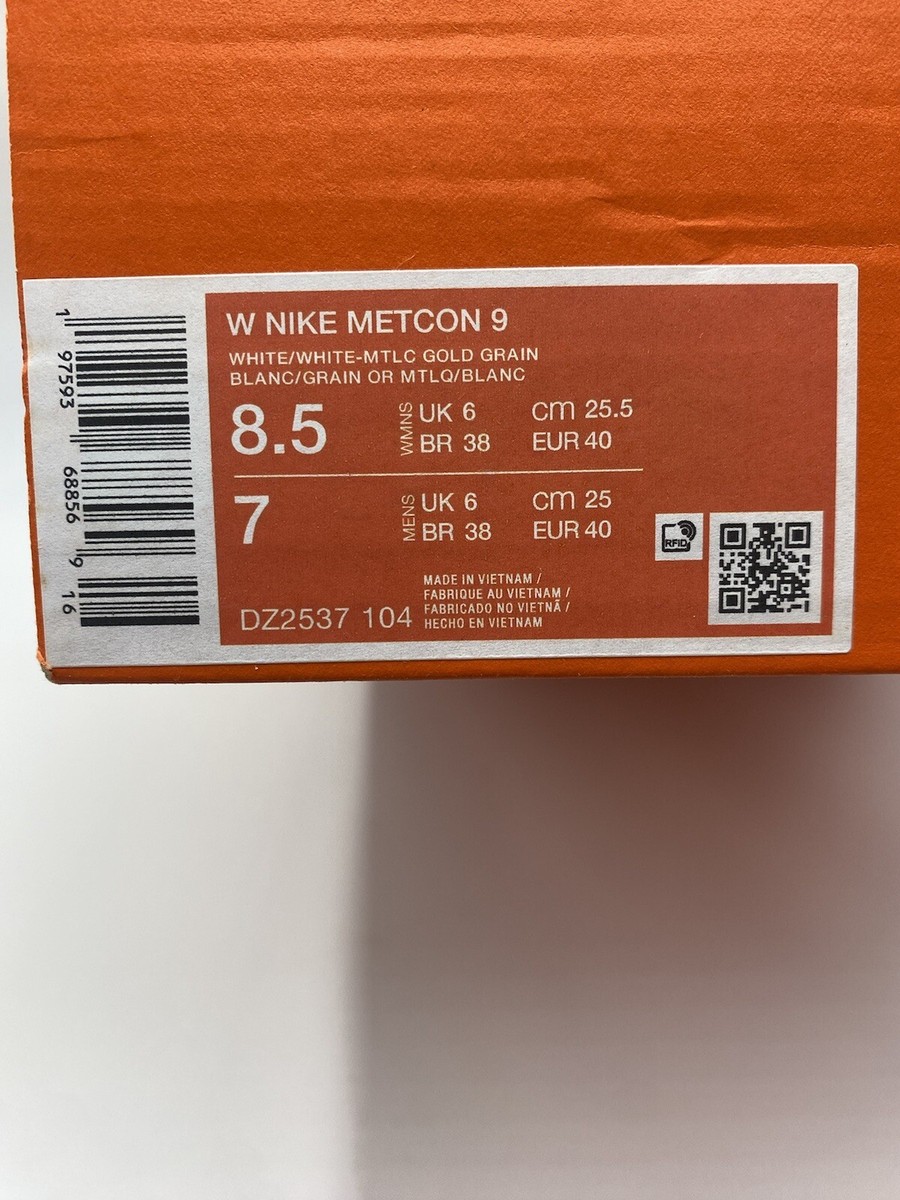 W NIKE METCON 9
WHITE/WHITE-MTLC GOLD GRAIN
BLANC/GRAIN OR MTLQ/BLANC
8.5 WMNS UK 6 cm 25.5
BR 38 EUR 40
7 MENS UK 6 cm 25
BR 38 EUR 40
RFID
MADE IN VIETNAM /
FABRIQUE AU VIETNAM /
FABRICADO NO VIETNÃ /
HECHO EN VIETNAM
DZ2537 104
1 97593 68856 9 16